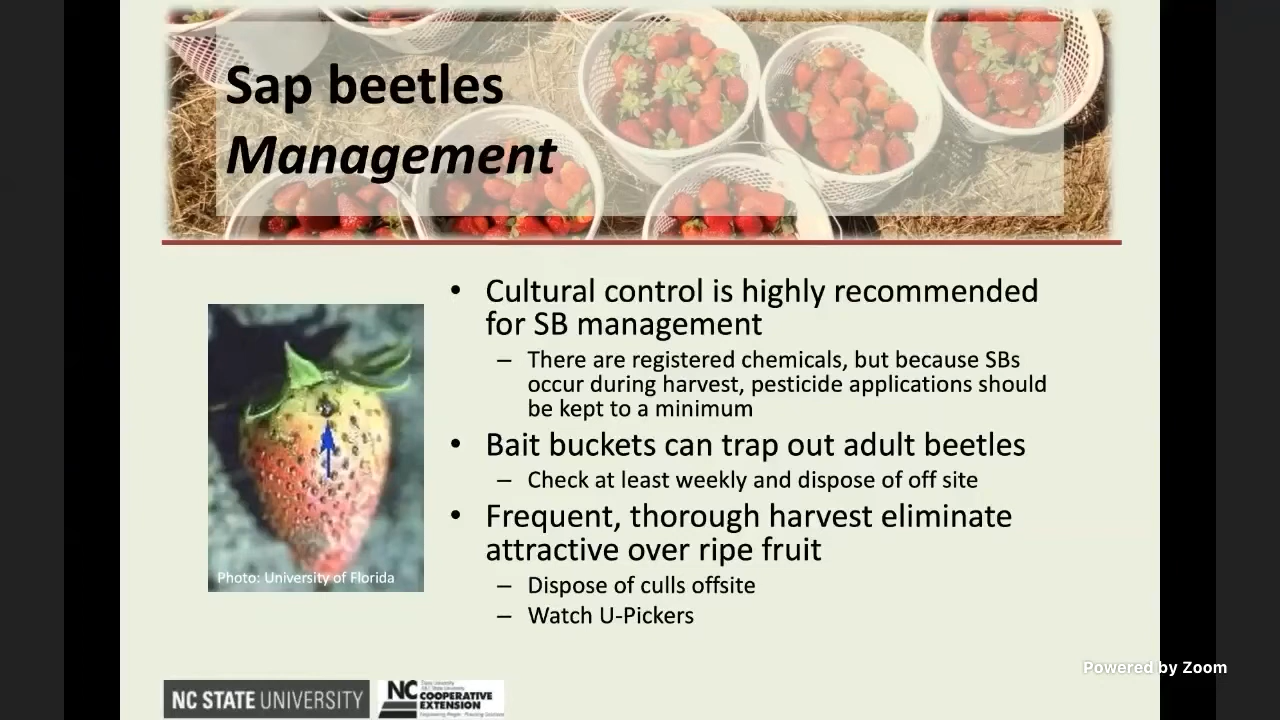 Sap beetles
Management
• Cultural control is highly recommended
for SB management
– There are registered chemicals, but because SBs
occur during harvest, pesticide applications should
be kept to a minimum
• Bait buckets can trap out adult beetles
– Check at least weekly and dispose of off site
• Frequent, thorough harvest eliminate
attractive over ripe fruit
– Dispose of culls offsite
– Watch U-Pickers
Photo: University of Florida
NC STATE UNIVERSITY
NC COOPERATIVE
EXTENSION
Powered by Zoom